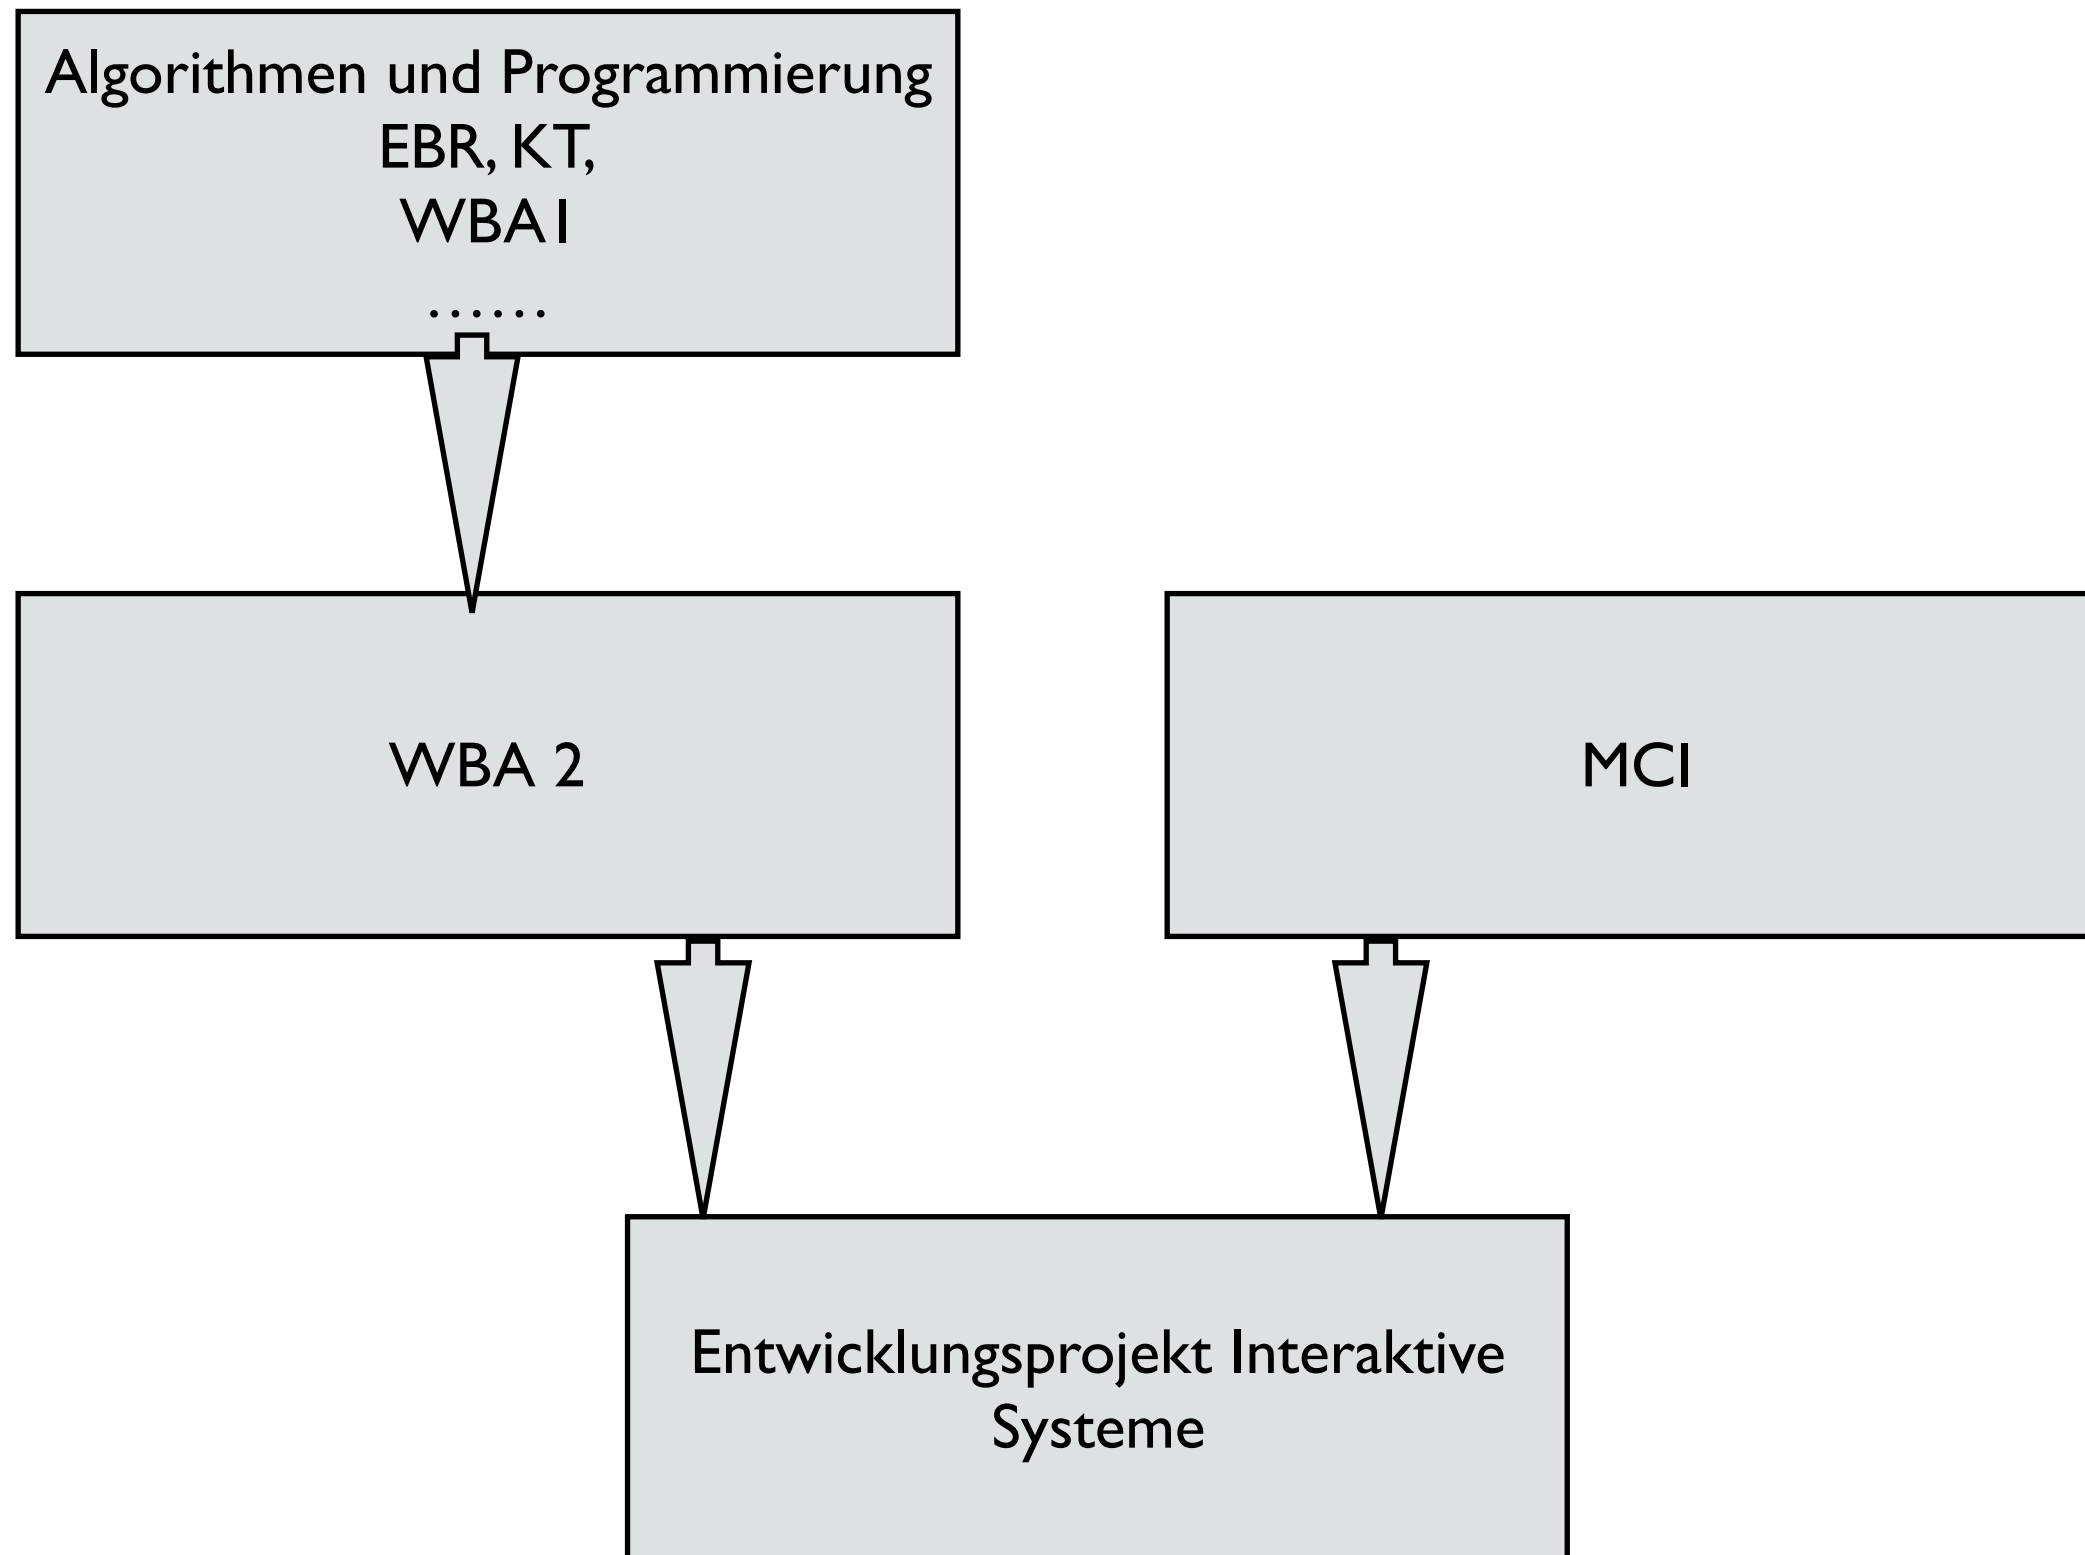 Algorithmen und Programmierung
EBR, KT,
WBA1
......
WBA 2
MCI
Entwicklungsprojekt Interaktive
Systeme